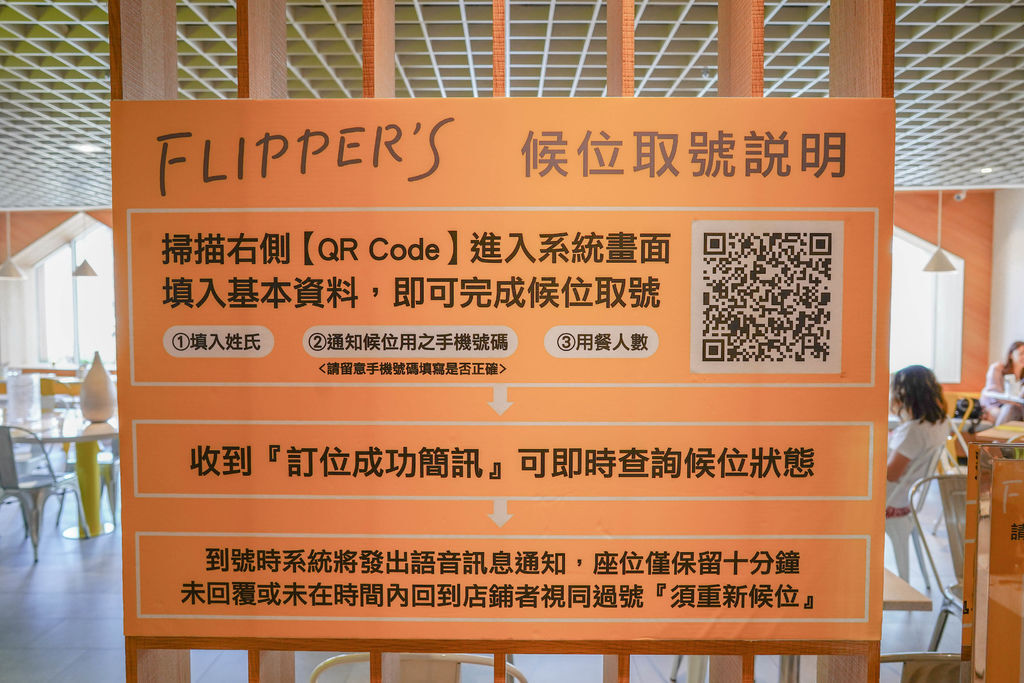 FLIPPER'S
候位取號説明
掃描右側【QR Code】進入系統畫面
填入基本資料，即可完成候位取號
①填入姓氏
②通知候位用之手機號碼
③用餐人數
<請留意手機號碼填寫是否正確>
收到『訂位成功簡訊』可即時查詢候位狀態
到號時系統將發出語音訊息通知，座位僅保留十分鐘
未回覆或未在時間內回到店鋪者視同過號『須重新候位』
請